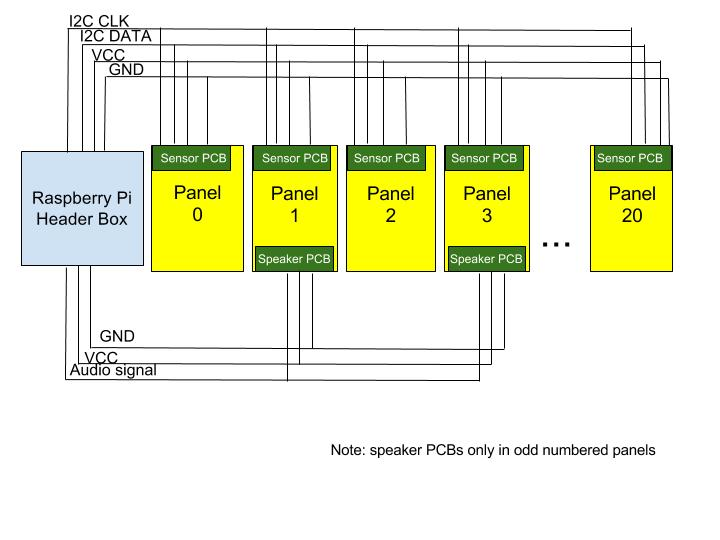 I2C CLK
I2C DATA
VCC
GND
Sensor PCB
Sensor PCB
Sensor PCB
Sensor PCB
Sensor PCB
Raspberry Pi
Header Box
Panel
0
Panel
1
Panel
2
Panel
3
...
Panel
20
Speaker PCB
Speaker PCB
GND
VCC
Audio signal
Note: speaker PCBs only in odd numbered panels